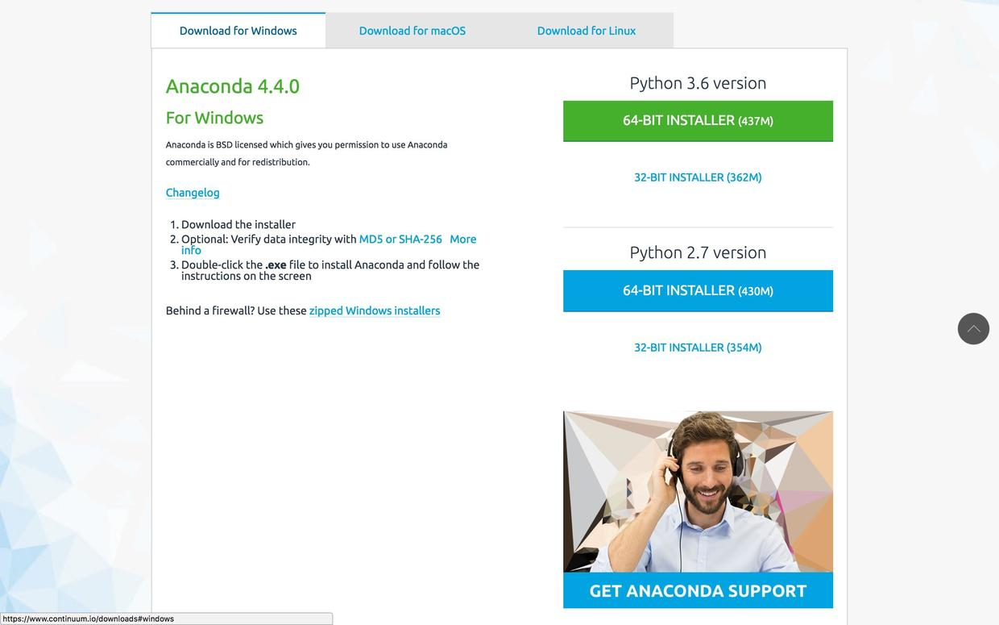 Download for Windows
Download for macOS
Download for Linux
Anaconda 4.4.0
For Windows
Anaconda is BSD licensed which gives you permission to use Anaconda
commercially and for redistribution.
Changelog
1. Download the installer
2. Optional: Verify data integrity with MD5 or SHA-256 More
info
3. Double-click the .exe file to install Anaconda and follow the
instructions on the screen
Behind a firewall? Use these zipped Windows installers
Python 3.6 version
64-BIT INSTALLER (437M)
32-BIT INSTALLER (362M)
Python 2.7 version
64-BIT INSTALLER (430M)
32-BIT INSTALLER (354M)
GET ANACONDA SUPPORT
https://www.continuum.io/downloads#windows